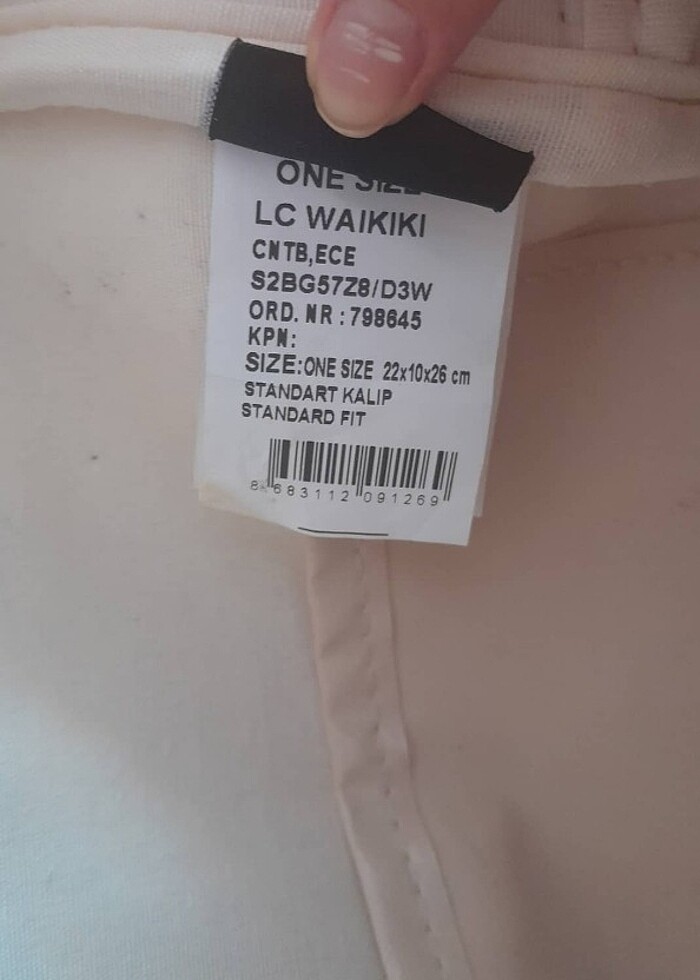 ONE SIZE
LC WAIKIKI
CNTB,ECE
S2BG57Z8/D3W
ORD. NR : 798645
KPN:
SIZE:ONE SIZE 22x10x26 cm
STANDART KALIP
STANDARD FIT
8 683112 091269